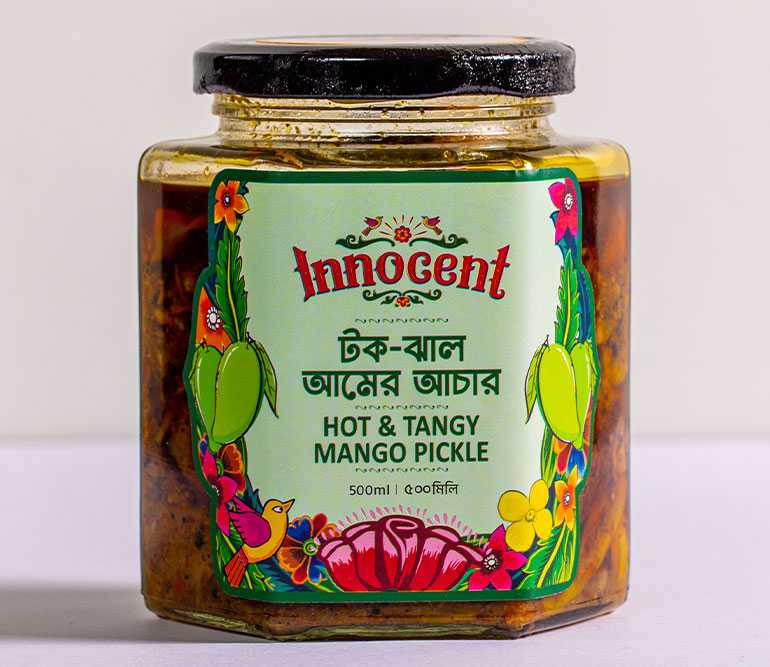 Innocent
টক-ঝাল
আমের আচার
HOT & TANGY
MANGO PICKLE
500ml | ৫০০মিলি